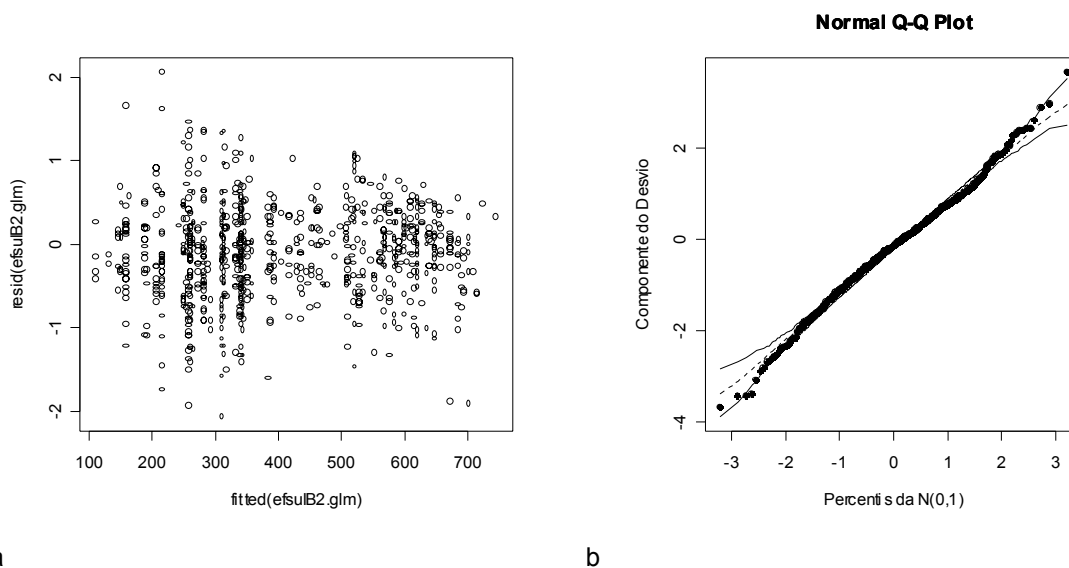 Normal Q-Q Plot
resid(efsulB2.glm)
2
1
0
-1
-2
100 200 300 400 500 600 700
fitted(efsulB2.glm)
Componente do Desvio
2
0
-2
-4
-3 -2 -1 0 1 2 3
Percentis da N(0,1)
a
b